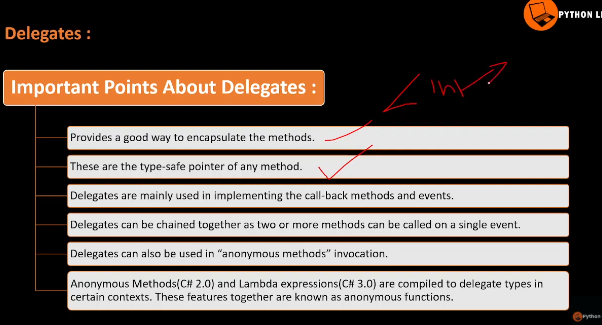 PYTHON LI
Delegates :
Important Points About Delegates :
Provides a good way to encapsulate the methods.
These are the type-safe pointer of any method.
Delegates are mainly used in implementing the call-back methods and events.
Delegates can be chained together as two or more methods can be called on a single event.
Delegates can also be used in “anonymous methods” invocation.
Anonymous Methods(C# 2.0) and Lambda expressions(C# 3.0) are compiled to delegate types in
certain contexts. These features together are known as anonymous functions.
Python